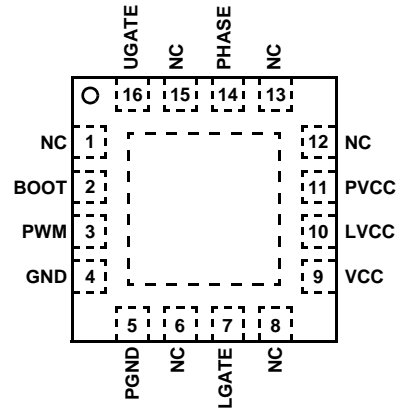 UGATE NC PHASE NC
16 15 14 13
NC 1 12 NC
BOOT 2 11 PVCC
PWM 3 10 LVCC
GND 4 9 VCC
5 6 7 8
PGND NC LGATE NC